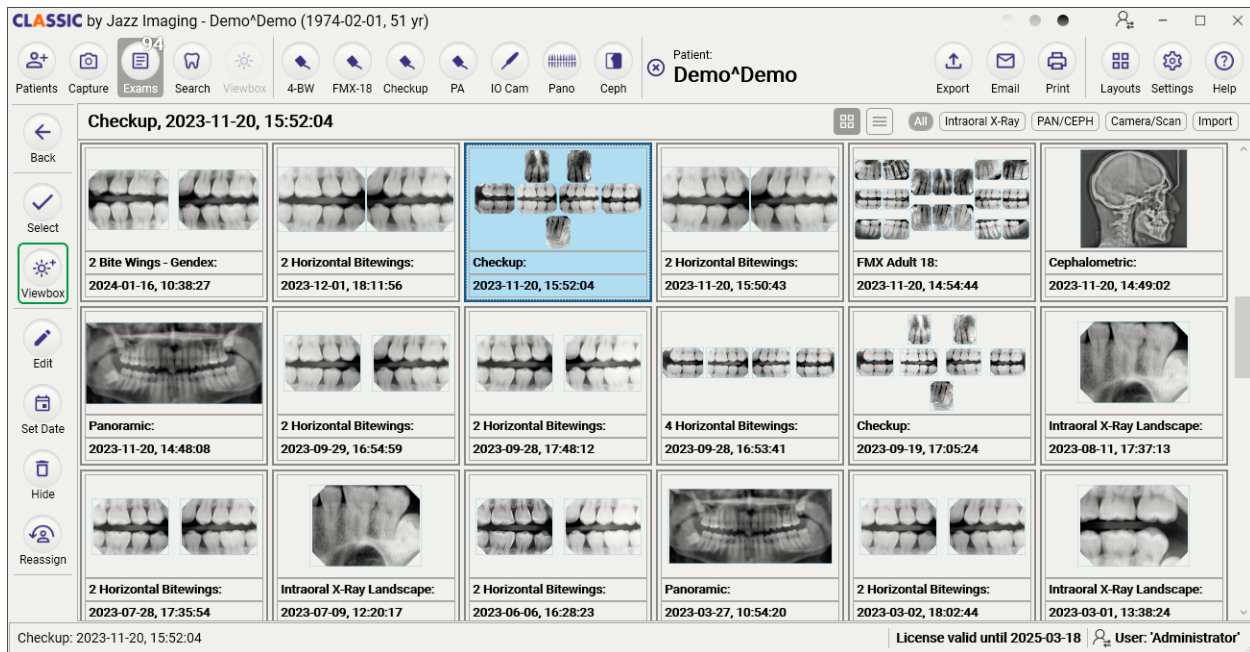 CLASSIC by Jazz Imaging - Demo^Demo (1974-02-01, 51 yr)
94
Patients Capture Exams Search Viewbox 4-BW FMX-18 Checkup PA IO Cam Pano Ceph
Patient:
Demo^Demo
Export Email Print Layouts Settings Help
Back
Select
Viewbox
Edit
Set Date
Hide
Reassign
Checkup, 2023-11-20, 15:52:04
All Intraoral X-Ray PAN/CEPH Camera/Scan Import
2 Bite Wings - Gendex: 2 Horizontal Bitewings: Checkup: 2 Horizontal Bitewings: FMX Adult 18: Cephalometric:
2024-01-16, 10:38:27 2023-12-01, 18:11:56 2023-11-20, 15:52:04 2023-11-20, 15:50:43 2023-11-20, 14:54:44 2023-11-20, 14:49:02
Panoramic: 2 Horizontal Bitewings: 2 Horizontal Bitewings: 4 Horizontal Bitewings: Checkup: Intraoral X-Ray Landscape:
2023-11-20, 14:48:08 2023-09-29, 16:54:59 2023-09-28, 17:48:12 2023-09-28, 16:53:41 2023-09-19, 17:05:24 2023-08-11, 17:37:13
2 Horizontal Bitewings: Intraoral X-Ray Landscape: 2 Horizontal Bitewings: Panoramic: 2 Horizontal Bitewings: Intraoral X-Ray Landscape:
2023-07-28, 17:35:54 2023-07-09, 12:20:17 2023-06-06, 16:28:23 2023-03-27, 10:54:20 2023-03-02, 18:02:44 2023-03-01, 13:38:24
Checkup: 2023-11-20, 15:52:04
License valid until 2025-03-18 User: 'Administrator'